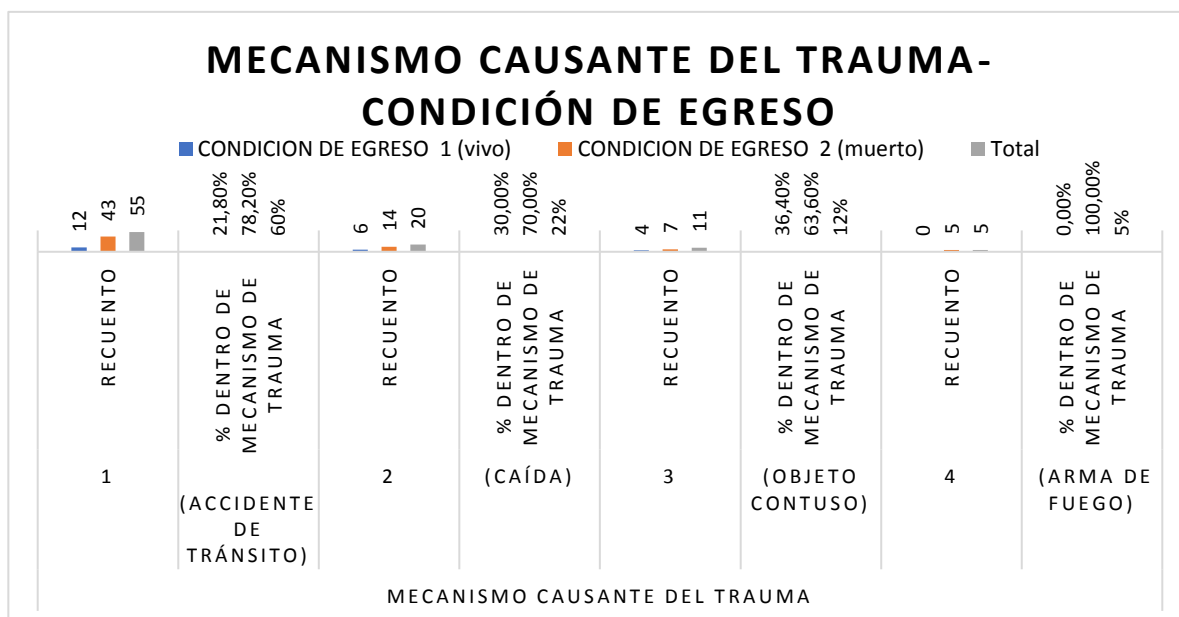 MECANISMO CAUSANTE DEL TRAUMA-
CONDICIÓN DE EGRESO
CONDICION DE EGRESO 1 (vivo)
CONDICION DE EGRESO 2 (muerto)
Total
12
43
55
21,80%
78,20%
60%
6
14
20
30,00%
70,00%
22%
4
7
11
36,40%
63,60%
12%
0
5
5
0,00%
100,00%
5%
RECUENTO
% DENTRO DE
MECANISMO DE
TRAUMA
RECUENTO
% DENTRO DE
MECANISMO DE
TRAUMA
RECUENTO
% DENTRO DE
MECANISMO DE
TRAUMA
RECUENTO
% DENTRO DE
MECANISMO DE
TRAUMA
1
(ACCIDENTE
DE
TRÁNSITO)
2
(CAÍDA)
3
(OBJETO
CONTUSO)
4
(ARMA DE
FUEGO)
MECANISMO CAUSANTE DEL TRAUMA